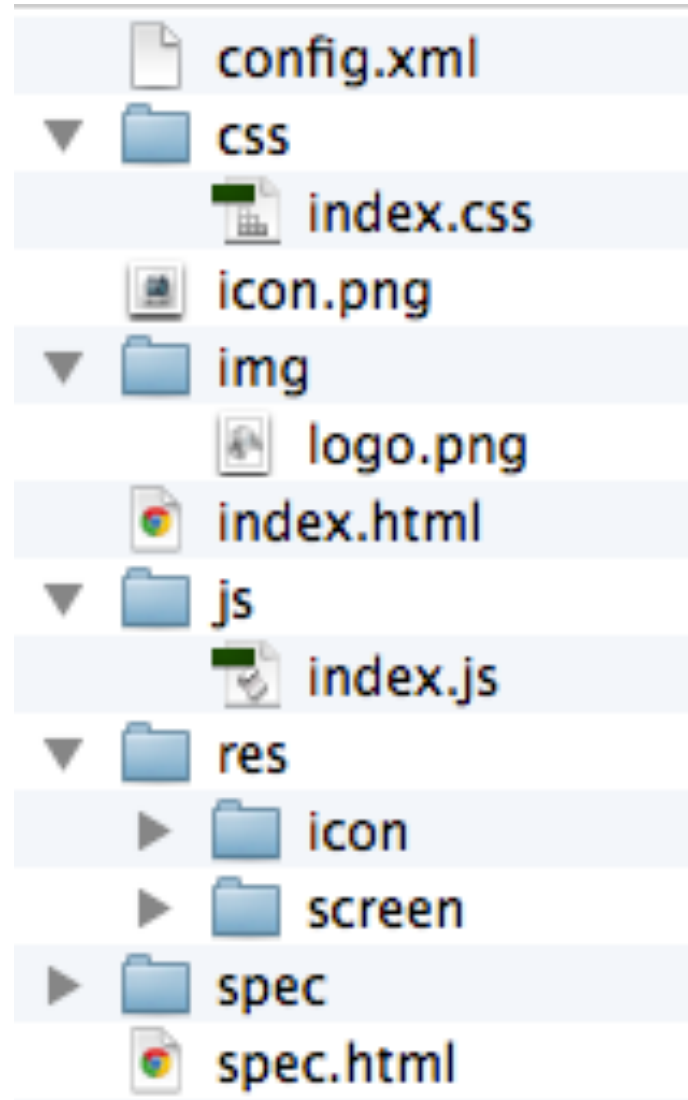 config.xml
css
index.css
icon.png
img
logo.png
index.html
js
index.js
res
icon
screen
spec
spec.html